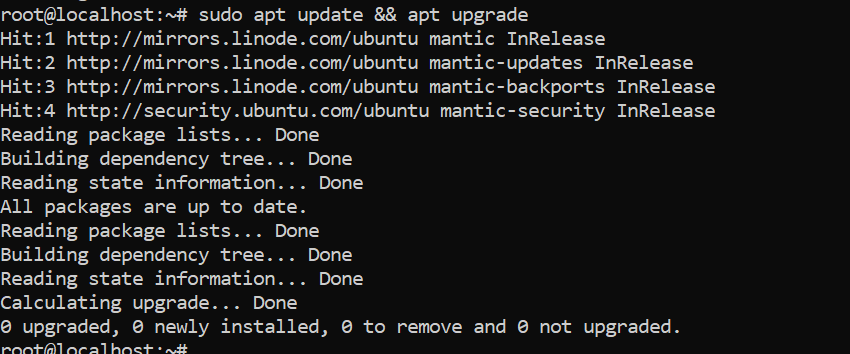 root@localhost:~# sudo apt update && apt upgrade
Hit:1 http://mirrors.linode.com/ubuntu mantic InRelease
Hit:2 http://mirrors.linode.com/ubuntu mantic-updates InRelease
Hit:3 http://mirrors.linode.com/ubuntu mantic-backports InRelease
Hit:4 http://security.ubuntu.com/ubuntu mantic-security InRelease
Reading package lists... Done
Building dependency tree... Done
Reading state information... Done
All packages are up to date.
Reading package lists... Done
Building dependency tree... Done
Reading state information... Done
Calculating upgrade... Done
0 upgraded, 0 newly installed, 0 to remove and 0 not upgraded.
root@localhost:~#